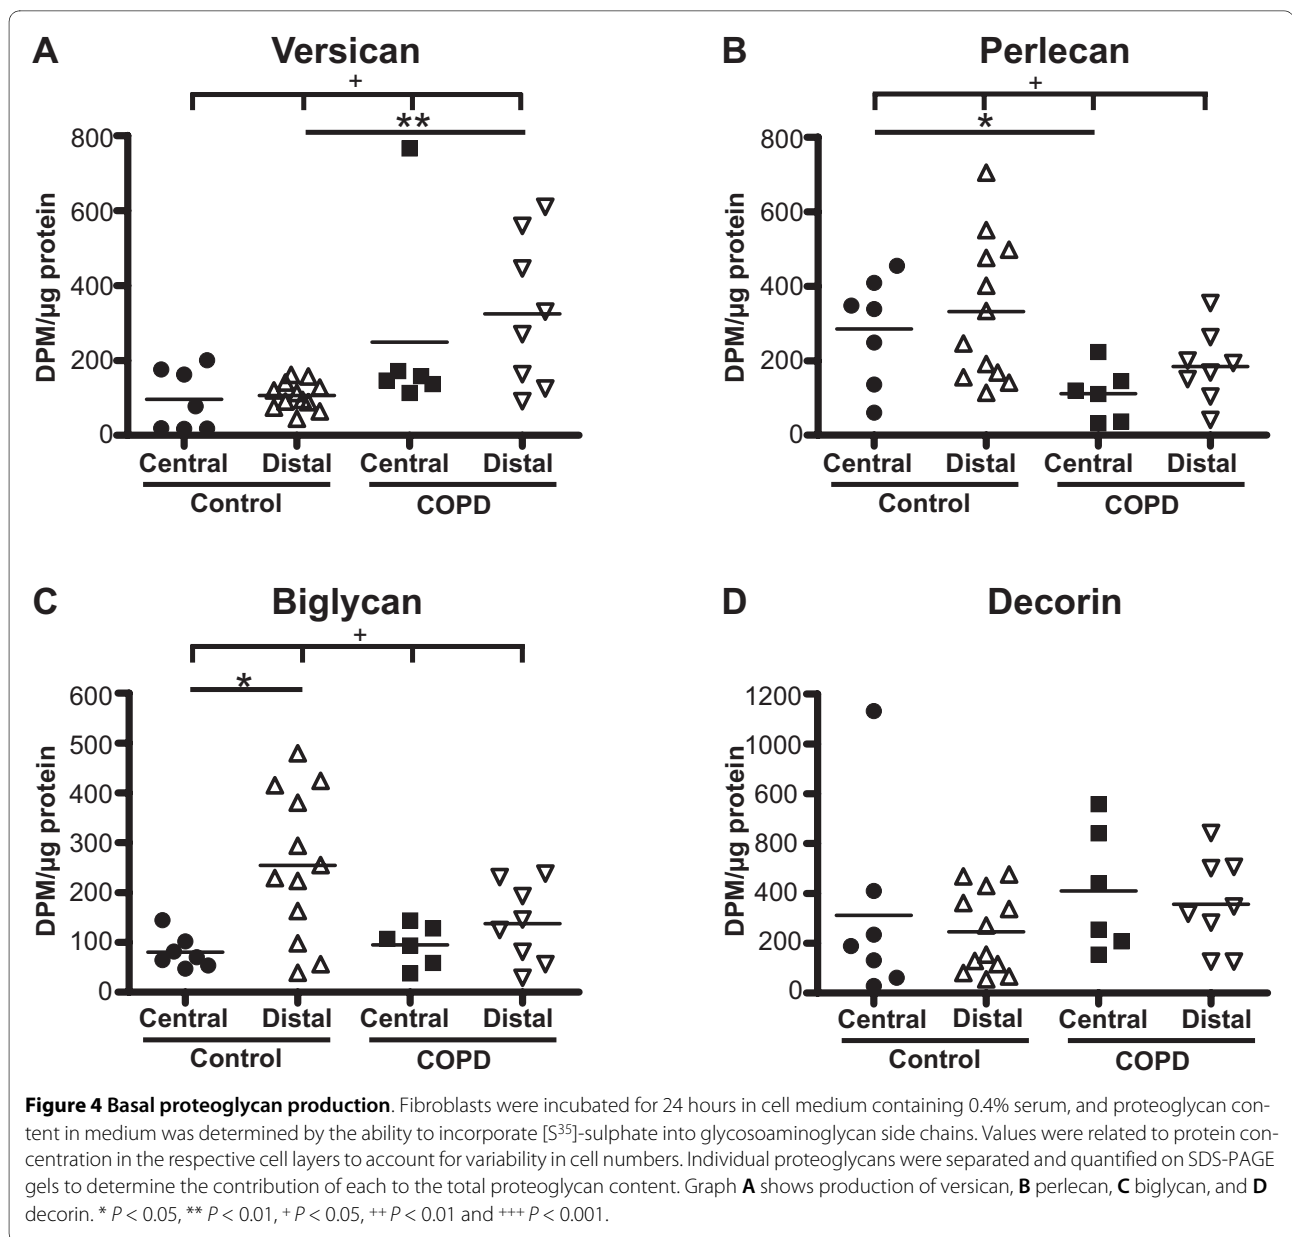 A Versican
+
**
800
600
400
200
0
DPM/µg protein
Central Distal Central Distal
Control COPD
B Perlecan
+
*
800
600
400
200
0
DPM/µg protein
Central Distal Central Distal
Control COPD
C Biglycan
+
*
600
500
400
300
200
100
0
DPM/µg protein
Central Distal Central Distal
Control COPD
D Decorin
1200
1000
600
800
400
200
0
DPM/µg protein
Central Distal Central Distal
Control COPD
Figure 4 Basal proteoglycan production. Fibroblasts were incubated for 24 hours in cell medium containing 0.4% serum, and proteoglycan con-
tent in medium was determined by the ability to incorporate [S³⁵]-sulphate into glycosoaminoglycan side chains. Values were related to protein con-
centration in the respective cell layers to account for variability in cell numbers. Individual proteoglycans were separated and quantified on SDS-PAGE
gels to determine the contribution of each to the total proteoglycan content. Graph A shows production of versican, B perlecan, C biglycan, and D
decorin. * P < 0.05, ** P < 0.01, ⁺ P < 0.05, ⁺⁺ P < 0.01 and ⁺⁺⁺ P < 0.001.